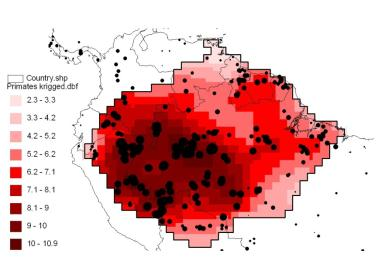 Country.shp
Primates krigged.dbf
2.3 - 3.3
3.3 - 4.2
4.2 - 5.2
5.2 - 6.2
6.2 - 7.1
7.1 - 8.1
8.1 - 9
9 - 10
10 - 10.9